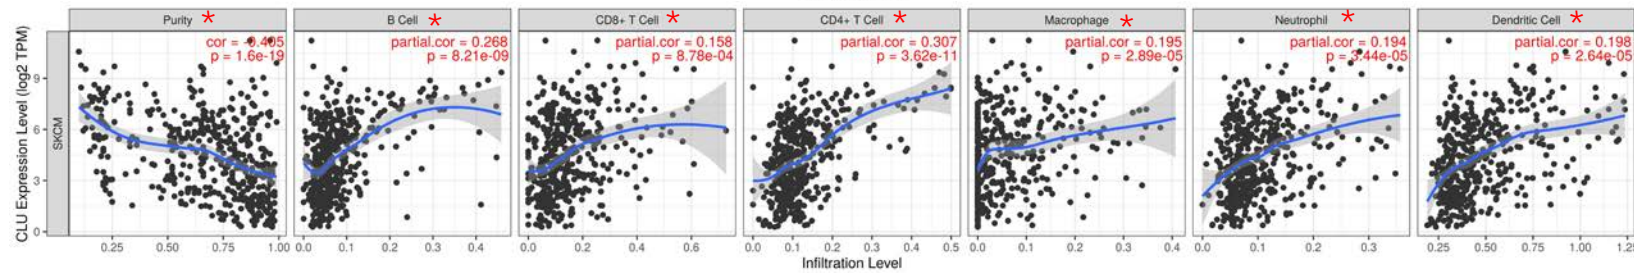 Purity *
B Cell *
CD8+ T Cell *
CD4+ T Cell *
Macrophage *
Neutrophil *
Dendritic Cell *
CLU Expression Level (log2 TPM)
SKCM
cor = -0.405
p = 1.6e-19
partial.cor = 0.268
p = 8.21e-09
partial.cor = 0.158
p = 8.78e-04
partial.cor = 0.307
p = 3.62e-11
partial.cor = 0.195
p = 2.89e-05
partial.cor = 0.194
p = 3.44e-05
partial.cor = 0.198
p = 2.64e-05
9
6
3
0
0.25 0.50 0.75 1.00
0.0 0.1 0.2 0.3 0.4
0.0 0.2 0.4 0.6
0.0 0.1 0.2 0.3 0.4 0.5
0.0 0.1 0.2 0.3 0.4
0.0 0.1 0.2 0.3
0.25 0.50 0.75 1.00 1.25
Infiltration Level